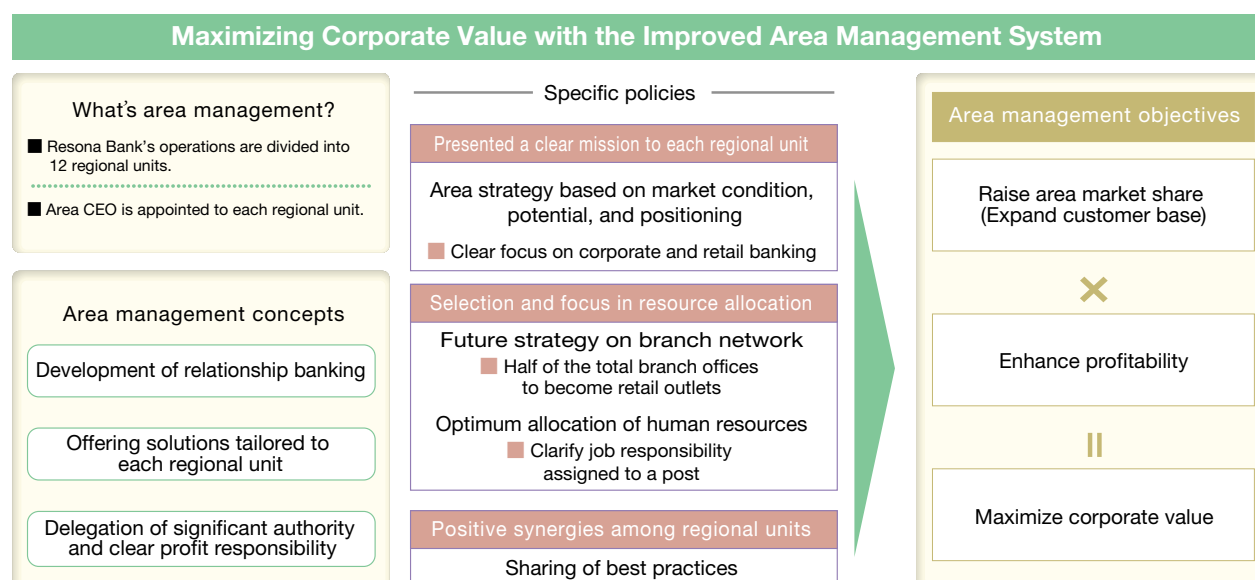 Maximizing Corporate Value with the Improved Area Management System
What's area management?
■ Resona Bank's operations are divided into
12 regional units.
■ Area CEO is appointed to each regional unit.
Area management concepts
Development of relationship banking
Offering solutions tailored to
each regional unit
Delegation of significant authority
and clear profit responsibility
Specific policies
Presented a clear mission to each regional unit
Area strategy based on market condition,
potential, and positioning
■ Clear focus on corporate and retail banking
Selection and focus in resource allocation
Future strategy on branch network
■ Half of the total branch offices
to become retail outlets
Optimum allocation of human resources
■ Clarify job responsibility
assigned to a post
Positive synergies among regional units
Sharing of best practices
Area management objectives
Raise area market share
(Expand customer base)
×
Enhance profitability
=
Maximize corporate value